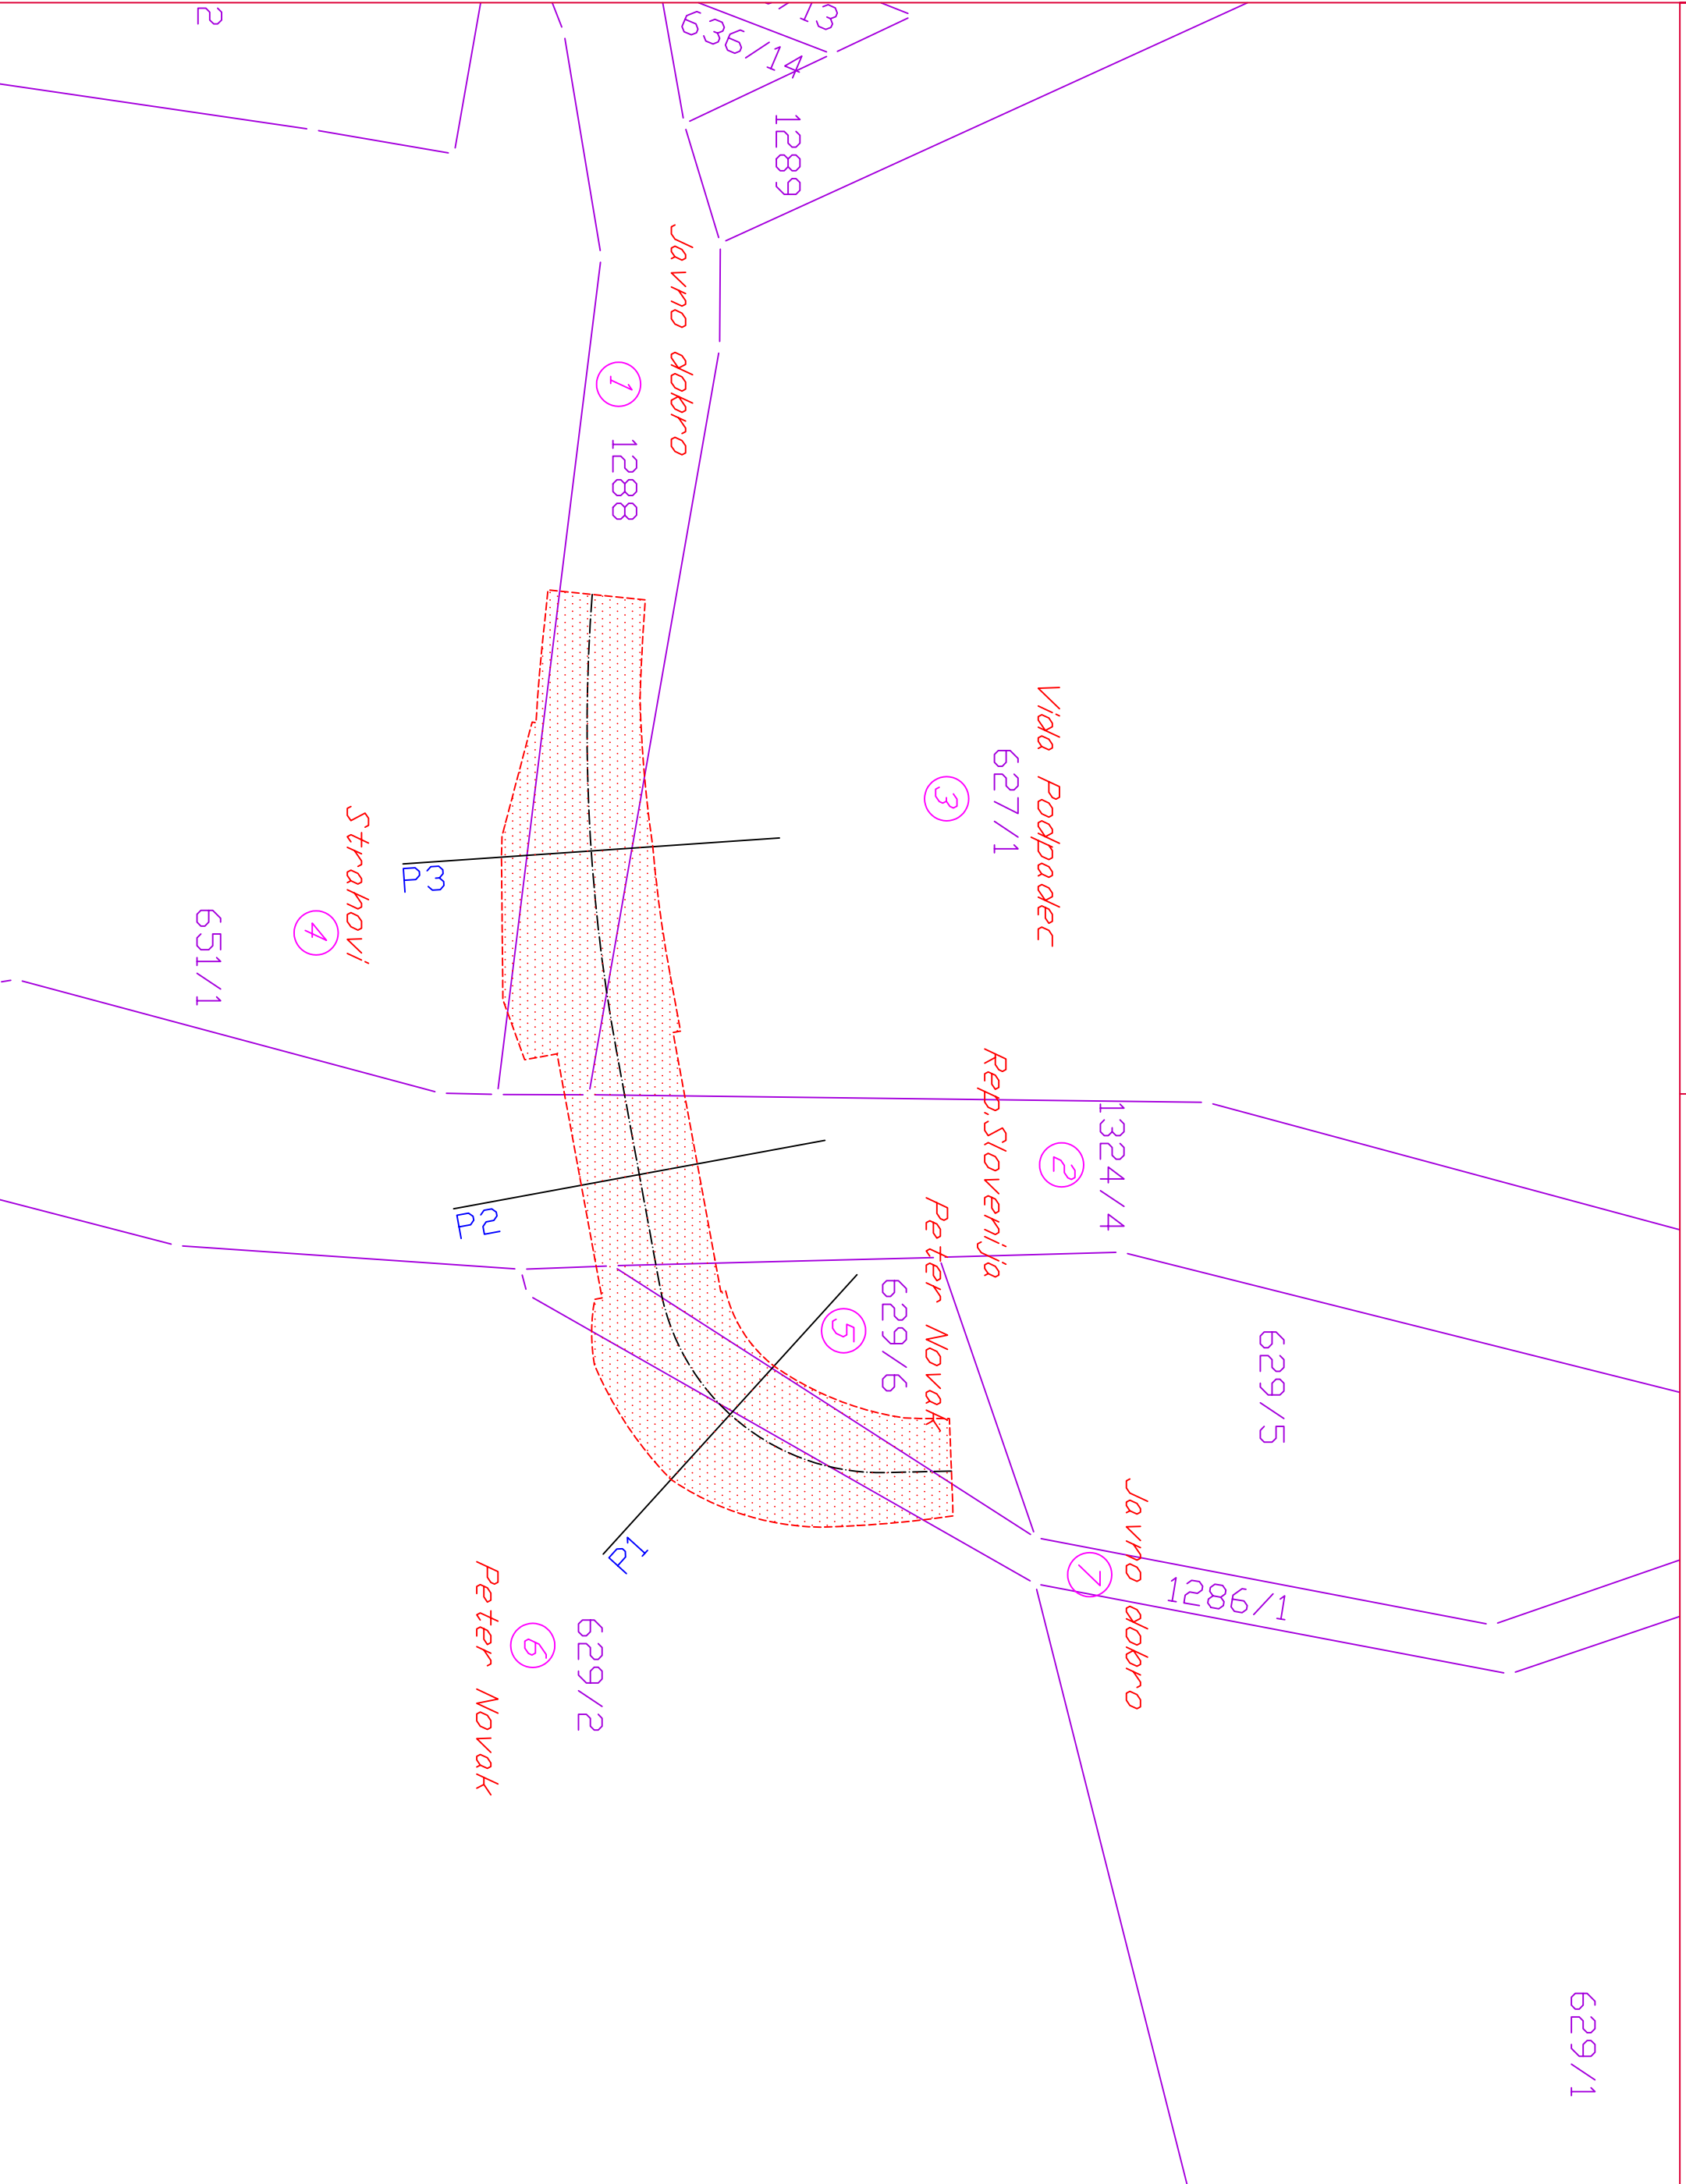 2
636/14
/13
1289
Javno dobro
1
1288
Vida Podpadec
627/1
3
P3
Strahovi
4
651/1
Rep.Slovenija
1324/4
2
P2
Peter Novak
629/6
5
629/5
P1
Javno dobro
7
1286/1
Peter Novak
6
629/2
629/1